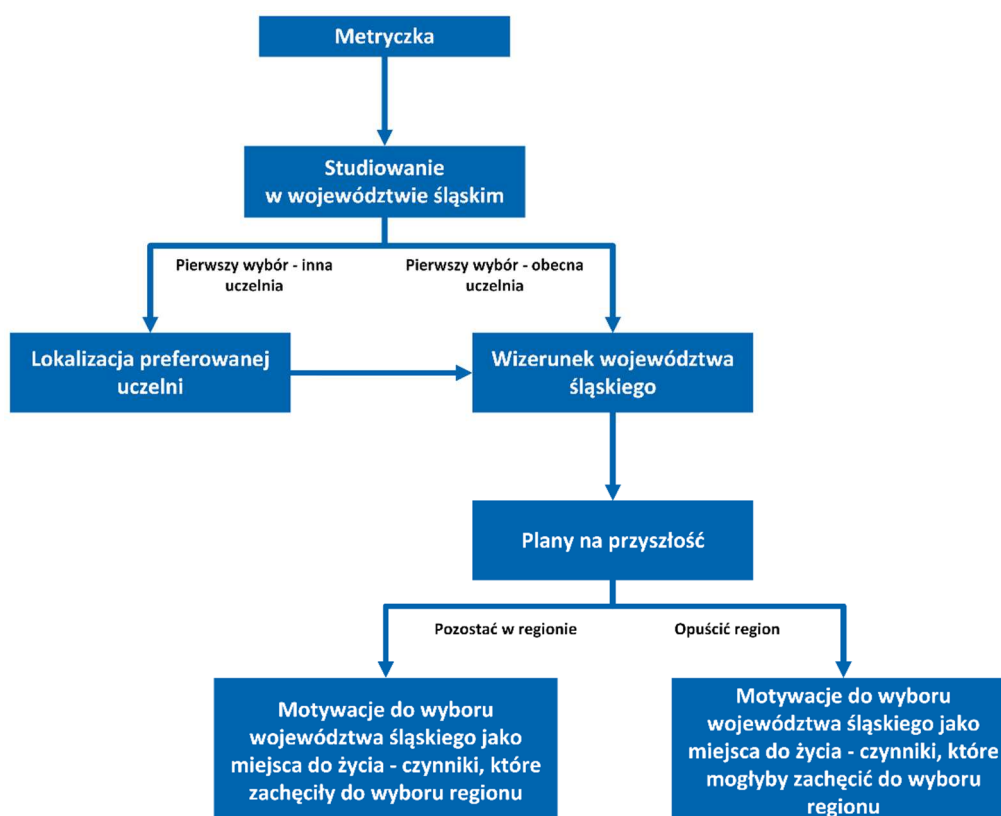 Metryczka
Studiowanie
w województwie śląskim
Pierwszy wybór - inna
uczelnia
Pierwszy wybór - obecna
uczelnia
Lokalizacja preferowanej
uczelni
Wizerunek województwa
śląskiego
Plany na przyszłość
Pozostać w regionie
Opuścić region
Motywacje do wyboru
województwa śląskiego jako
miejsca do życia - czynniki, które
zachęciły do wyboru regionu
Motywacje do wyboru
województwa śląskiego jako
miejsca do życia - czynniki, które
mogłyby zachęcić do wyboru
regionu